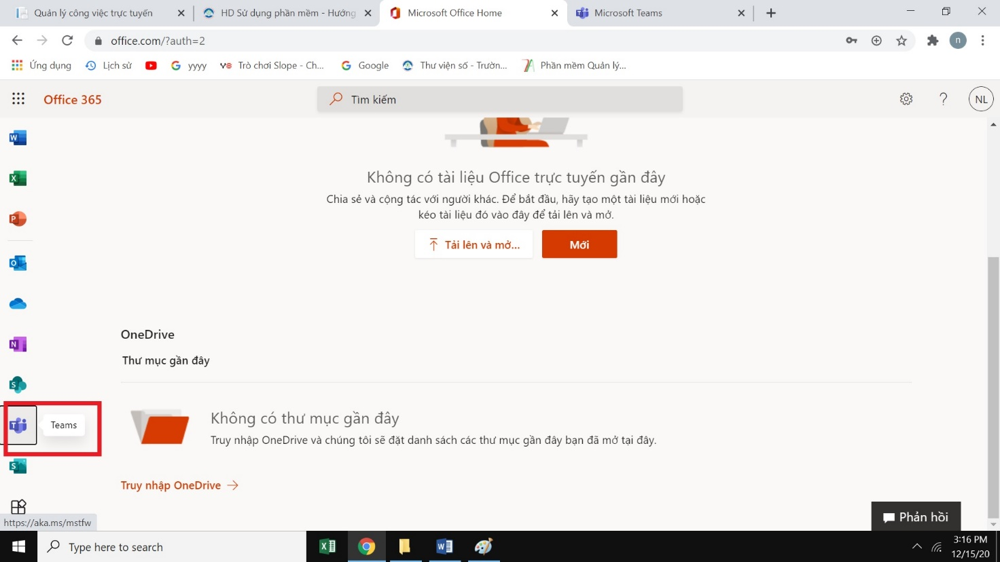 Quản lý công việc trực tuyến
HD Sử dụng phần mềm - Hướng
Microsoft Office Home
Microsoft Teams
office.com/?auth=2
n
Ứng dụng
Lịch sử
yyyy
Trò chơi Slope - Ch...
Google
Thư viện số - Trườn...
Phần mềm Quản lý...
Office 365
Tìm kiếm
NL
Không có tài liệu Office trực tuyến gần đây
Chia sẻ và cộng tác với người khác. Để bắt đầu, hãy tạo một tài liệu mới hoặc
kéo tài liệu đó vào đây để tải lên và mở.
Tải lên và mở...
Mới
OneDrive
Thư mục gần đây
Teams
Không có thư mục gần đây
Truy nhập OneDrive và chúng tôi sẽ đặt danh sách các thư mục gần đây bạn đã mở tại đây.
Truy nhập OneDrive →
Phản hồi
https://aka.ms/mstfw
Type here to search
3:16 PM
12/15/20